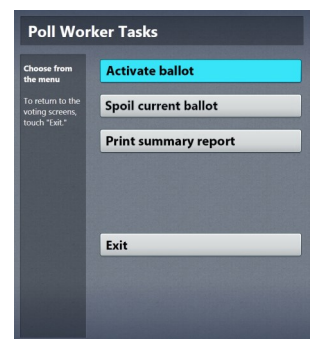 Poll Worker Tasks
Choose from
the menu
To return to the
voting screens,
touch "Exit."
Activate ballot
Spoil current ballot
Print summary report
Exit